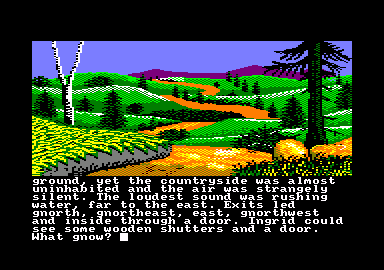 ground, yet the countryside was almost
uninhabited and the air was strangely
silent. The loudest sound was rushing
water, far to the east. Exits led
gnorth, gnortheast, east, gnorthwest
and inside through a door. Ingrid could
see some wooden shutters and a door.
What gnow?